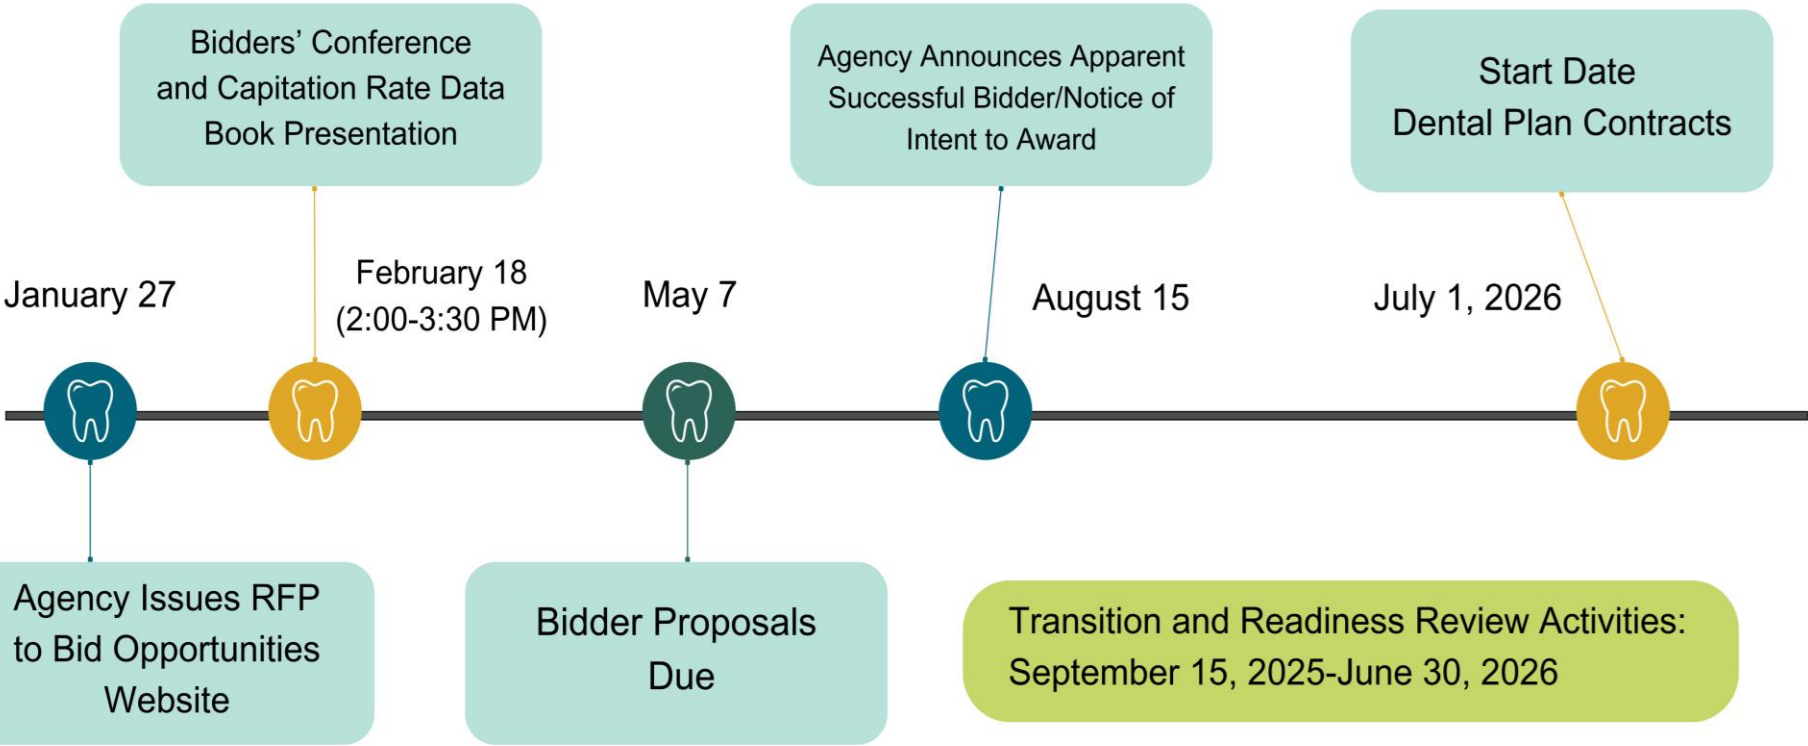 Bidders’ Conference
and Capitation Rate Data
Book Presentation
Agency Announces Apparent
Successful Bidder/Notice of
Intent to Award
Start Date
Dental Plan Contracts
January 27
February 18
(2:00-3:30 PM)
May 7
August 15
July 1, 2026
Agency Issues RFP
to Bid Opportunities
Website
Bidder Proposals
Due
Transition and Readiness Review Activities:
September 15, 2025-June 30, 2026